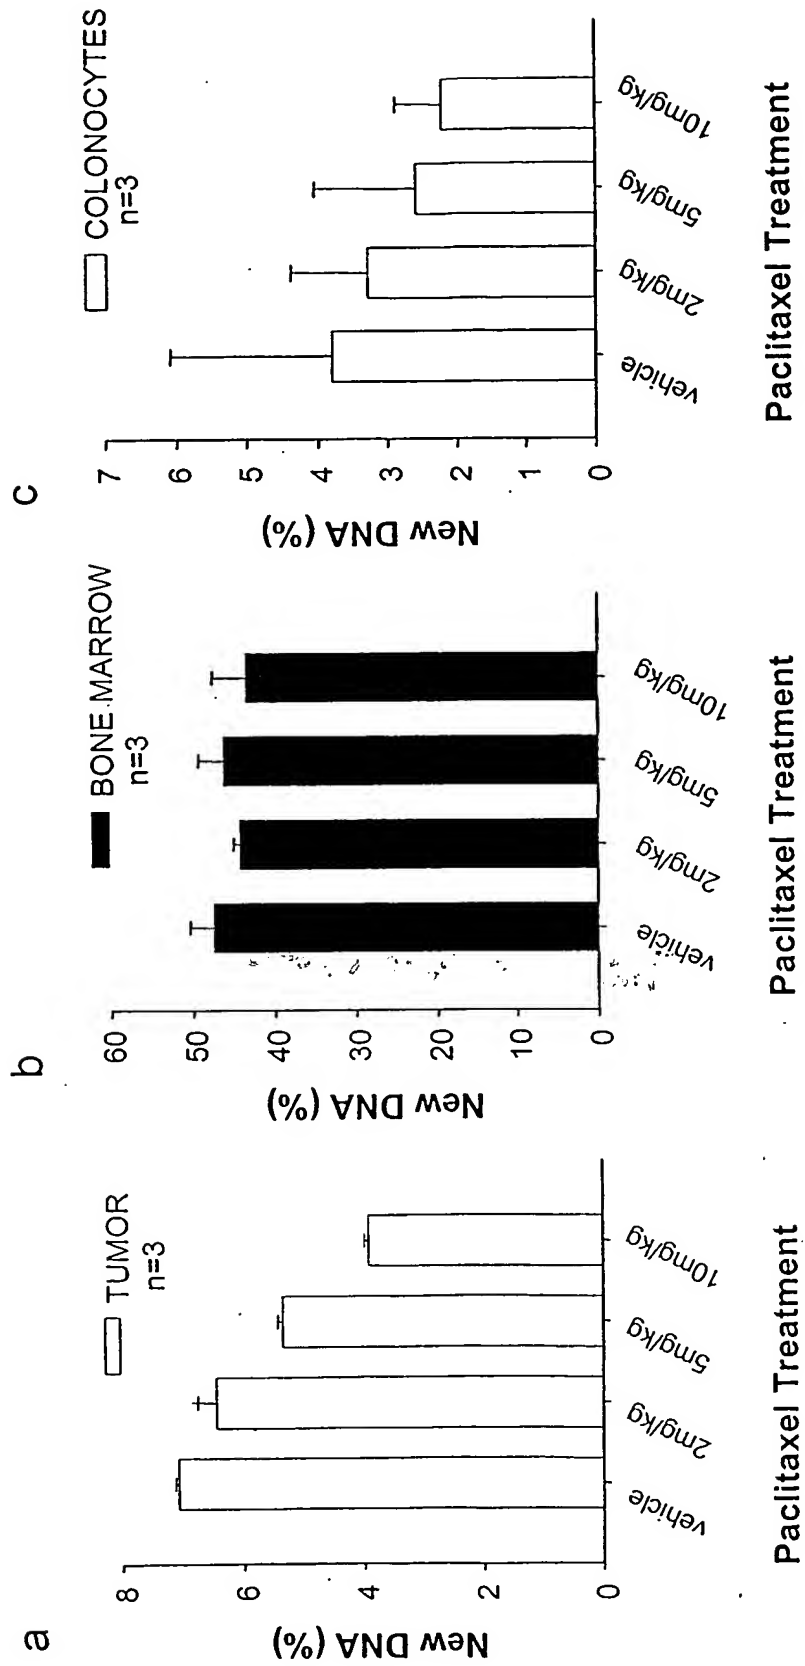 a
TUMOR
n=3
New DNA (%)
8
6
4
2
0
vehicle
2mg/kg
5mg/kg
10mg/kg
Paclitaxel Treatment
b
BONE MARROW
n=3
New DNA (%)
60
50
40
30
20
10
0
vehicle
2mg/kg
5mg/kg
10mg/kg
Paclitaxel Treatment
c
COLONOCYTES
n=3
New DNA (%)
7
6
5
4
3
2
1
0
vehicle
2mg/kg
5mg/kg
10mg/kg
Paclitaxel Treatment